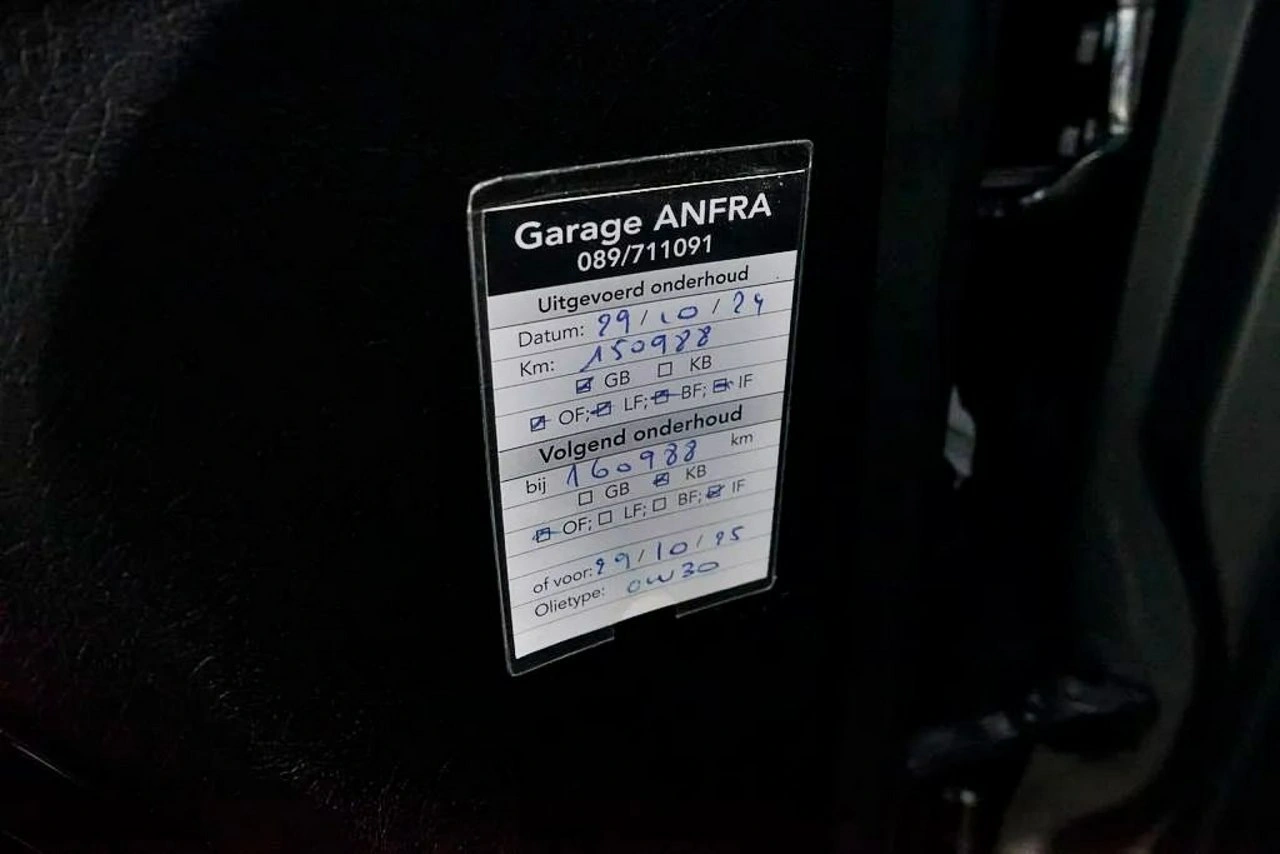 Garage ANFRA
089/711091
Uitgevoerd onderhoud
Datum: 29/10/24
Km: 150988
☑ GB ☐ KB
☑ OF; ☑ LF; ☑ BF; ☑ IF
Volgend onderhoud
bij 160988 km
☐ GB ☑ KB
☑ OF; ☐ LF; ☐ BF; ☑ IF
of voor: 29/10/25
Olietype: 0W30